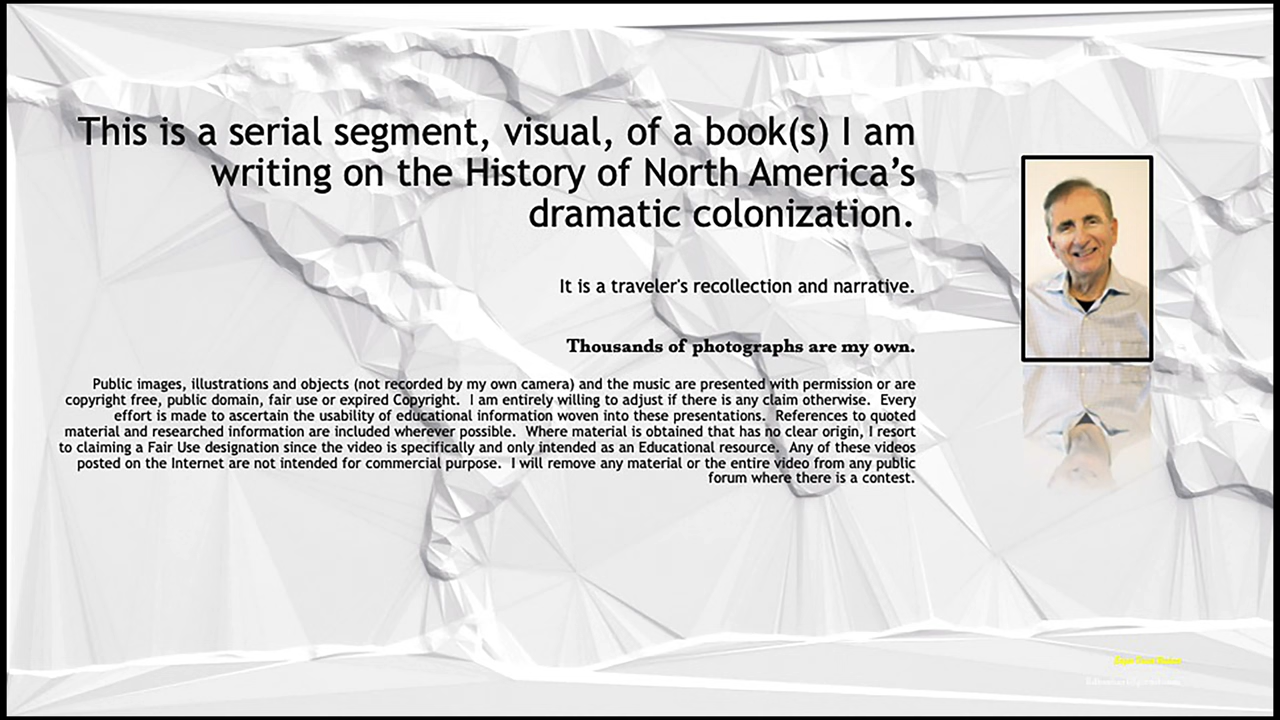 This is a serial segment, visual, of a book(s) I am
writing on the History of North America’s
dramatic colonization.
It is a traveler's recollection and narrative.
Thousands of photographs are my own.
Public images, illustrations and objects (not recorded by my own camera) and the music are presented with permission or are
copyright free, public domain, fair use or expired Copyright.  I am entirely willing to adjust if there is any claim otherwise.  Every
effort is made to ascertain the usability of educational information woven into these presentations.  References to quoted
material and researched information are included wherever possible.  Where material is obtained that has no clear origin, I resort
to claiming a Fair Use designation since the video is specifically and only intended as an Educational resource.  Any of these videos
posted on the Internet are not intended for commercial purpose.  I will remove any material or the entire video from any public
forum where there is a contest.